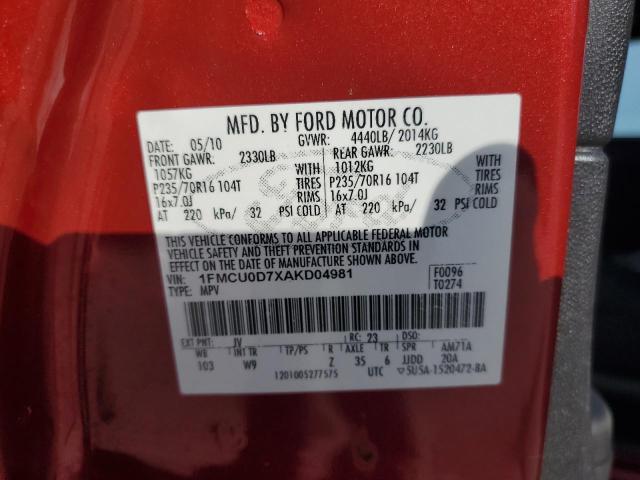 MFD. BY FORD MOTOR CO.
DATE: 05/10 GVWR: 4440LB/ 2014KG
FRONT GAWR: 2330LB REAR GAWR: 2230LB
1057KG WITH 1012KG WITH
P235/70R16 104T TIRES P235/70R16 104T TIRES
16x7.0J RIMS 16x7.0J RIMS
AT 220 kPa/ 32 PSI COLD AT 220 kPa/ 32 PSI COLD
THIS VEHICLE CONFORMS TO ALL APPLICABLE FEDERAL MOTOR
VEHICLE SAFETY AND THEFT PREVENTION STANDARDS IN
EFFECT ON THE DATE OF MANUFACTURE SHOWN ABOVE.
VIN: 1FMCU0D7XAKD04981 F0096
TYPE: MPV T0274
EXT PNT: JV RC: 23 DSO:
WB INT TR TP/PS R AXLE TR SPR AM71A
103 W9 Z 35 6 JJDD 20A
1201005277575 UTC ▽5USA-1520472-BA